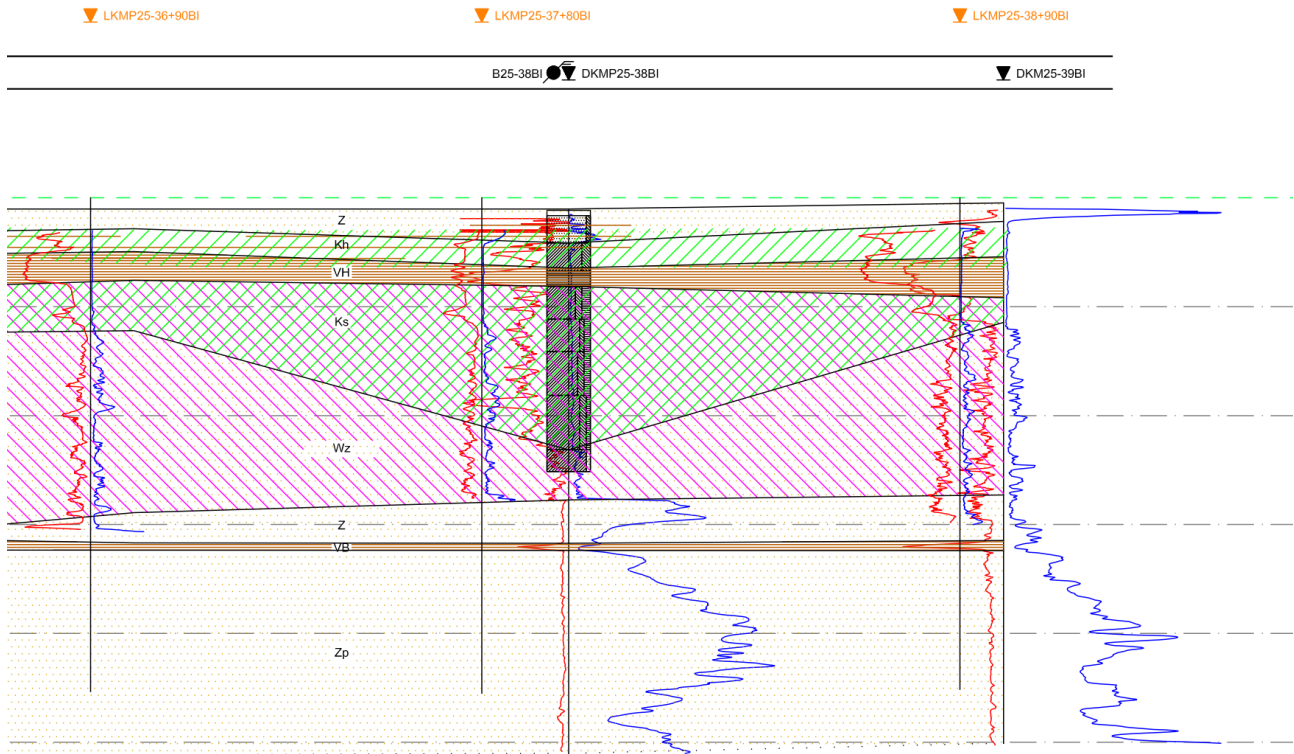 LKMP25-36+90BI
LKMP25-37+80BI
LKMP25-38+90BI
B25-38BI
DKMP25-38BI
DKM25-39BI
Z
Kh
VH
Ks
Wz
Z
VB
Zp